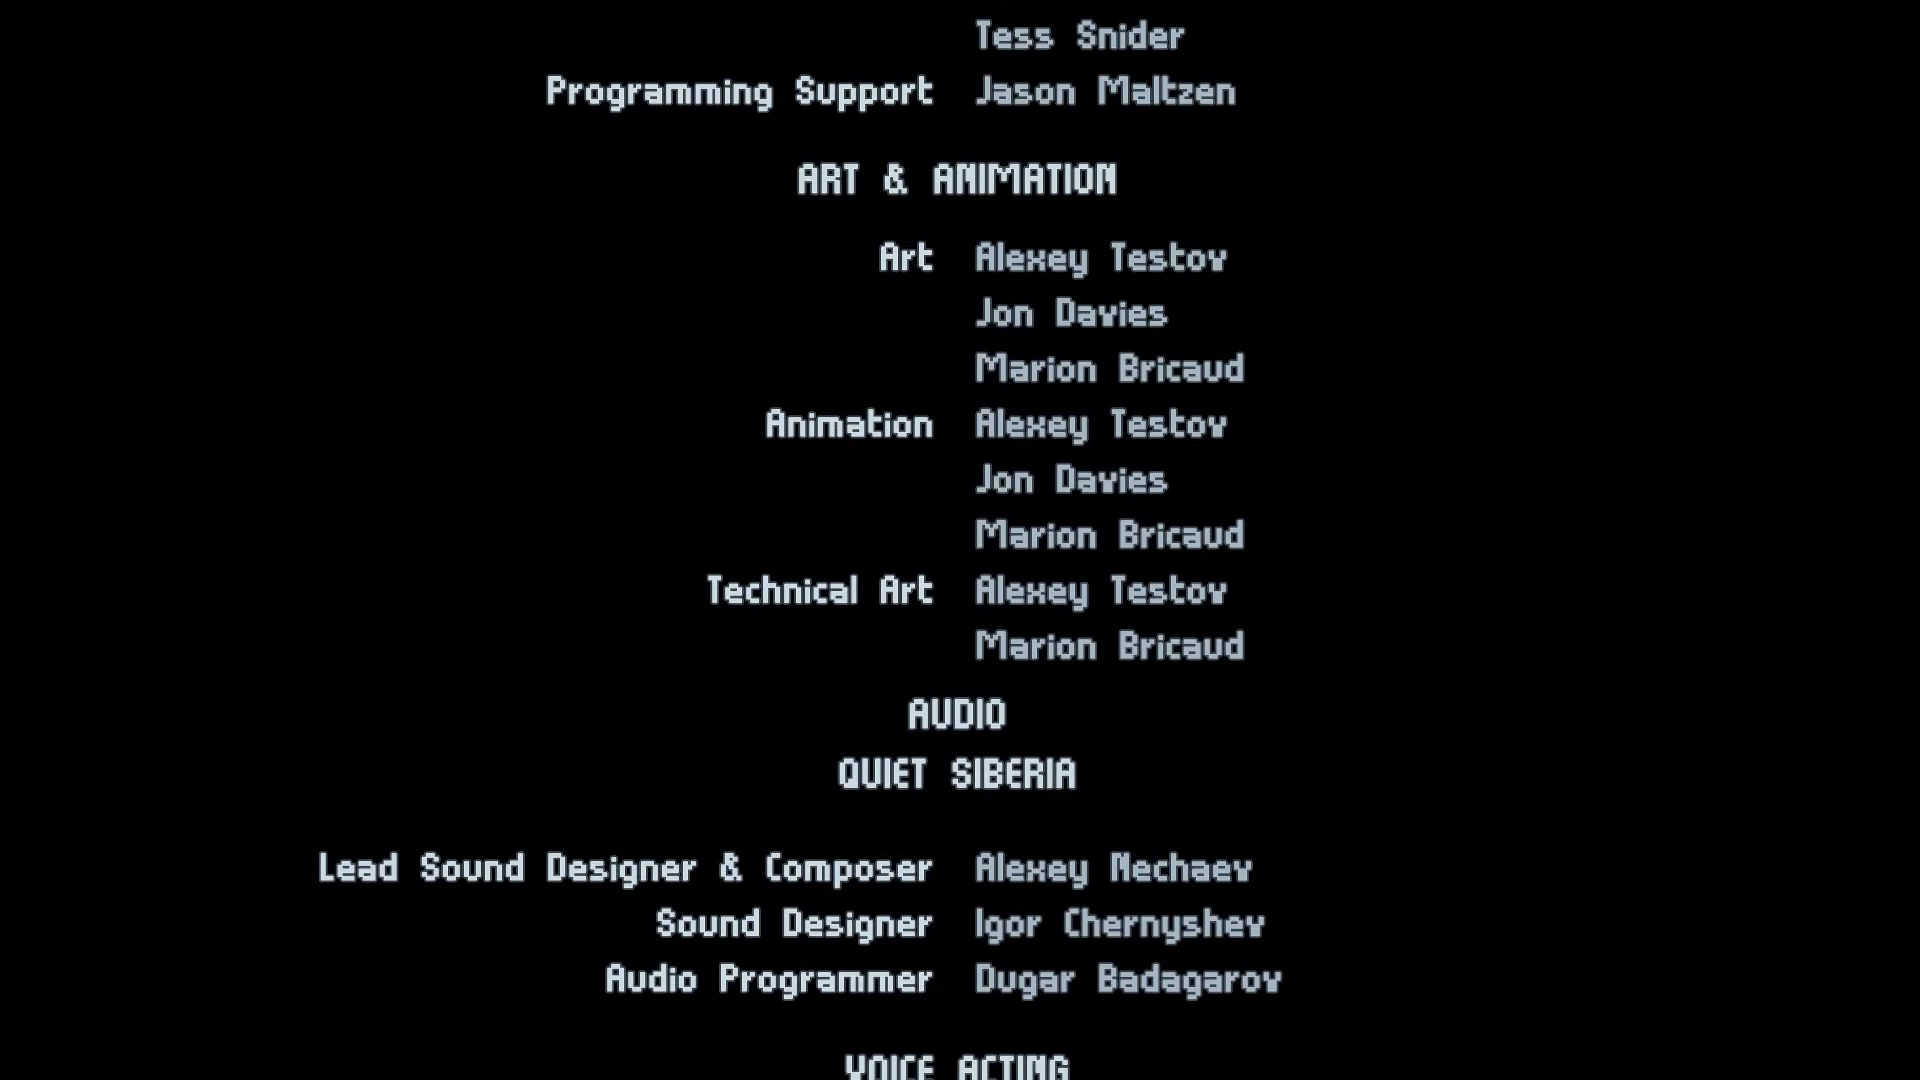 Tess Snider
Programming Support Jason Maltzen
ART & ANIMATION
Art Alexey Testov
Jon Davies
Marion Bricaud
Animation Alexey Testov
Jon Davies
Marion Bricaud
Technical Art Alexey Testov
Marion Bricaud
AUDIO
QUIET SIBERIA
Lead Sound Designer & Composer Alexey Nechaev
Sound Designer Igor Chernyshev
Audio Programmer Dugar Badagarov
VOICE ACTING